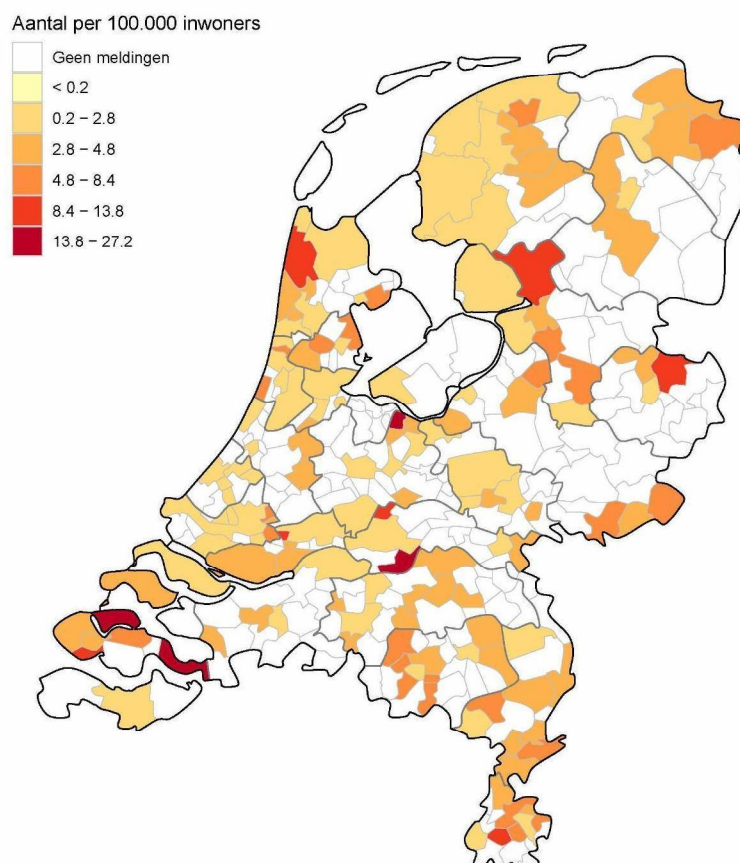 Aantal per 100.000 inwoners
Geen meldingen
< 0.2
0.2 – 2.8
2.8 – 4.8
4.8 – 8.4
8.4 – 13.8
13.8 – 27.2